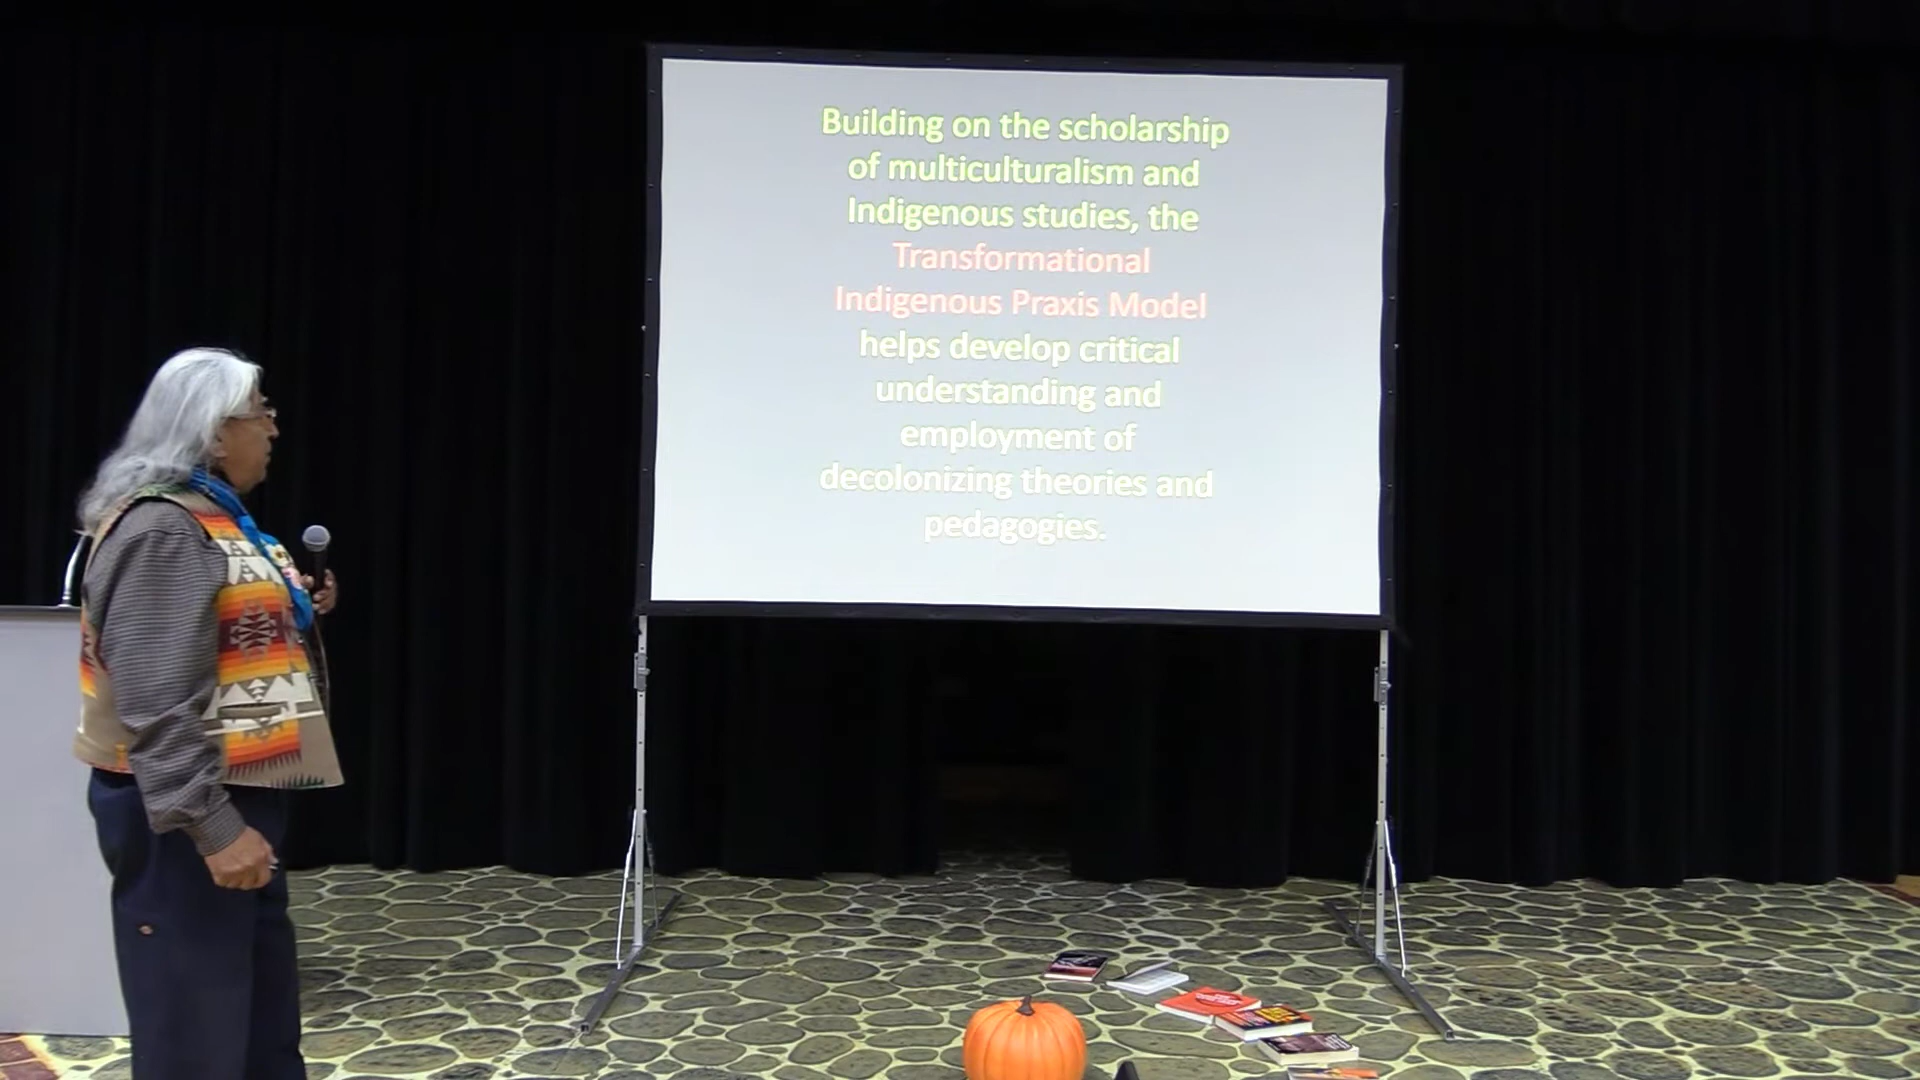 Building on the scholarship
of multiculturalism and
Indigenous studies, the
Transformational
Indigenous Praxis Model
helps develop critical
understanding and
employment of
decolonizing theories and
pedagogies.